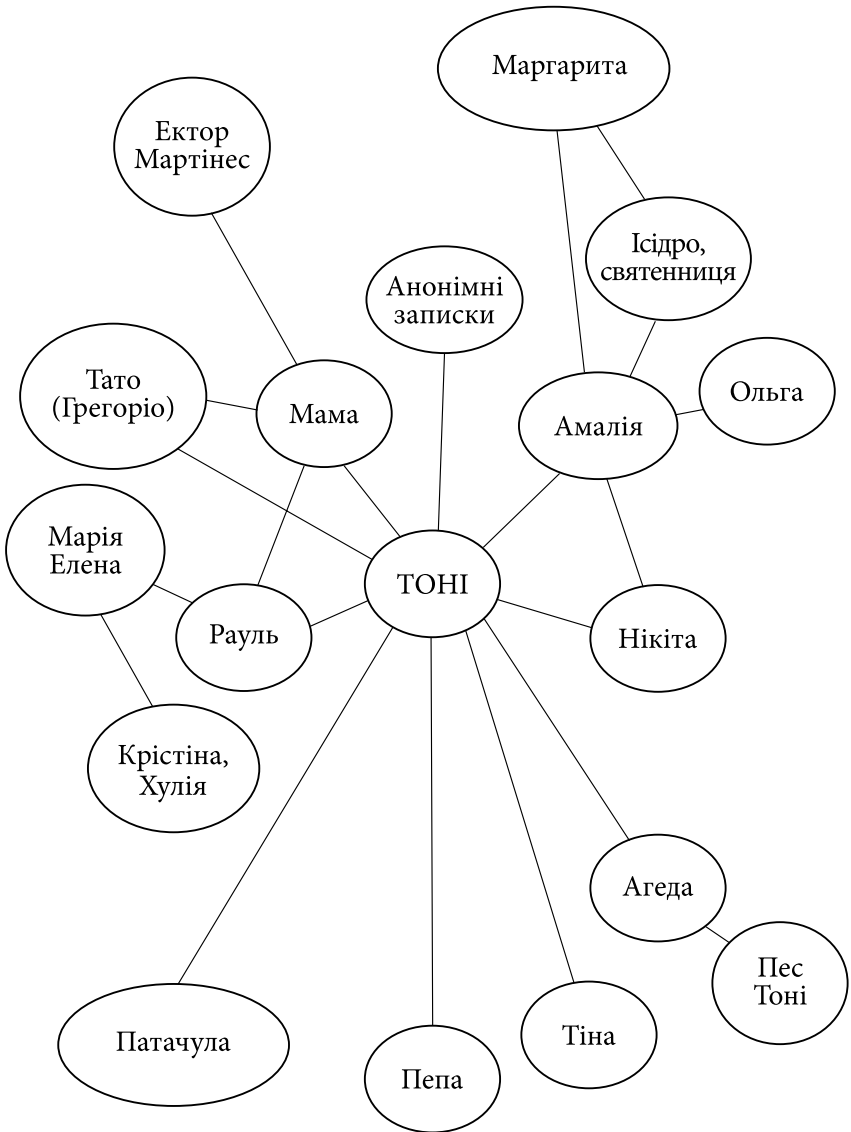 Маргарита
Ектор
Мартінес
Ісідро,
святенниця
Анонімні
записки
Тато
(Ґреґоріо)
Мама
Ольга
Амалія
Марія
Елена
ТОНІ
Рауль
Нікіта
Крістіна,
Хулія
Агеда
Пес
Тоні
Патачула
Тіна
Пепа